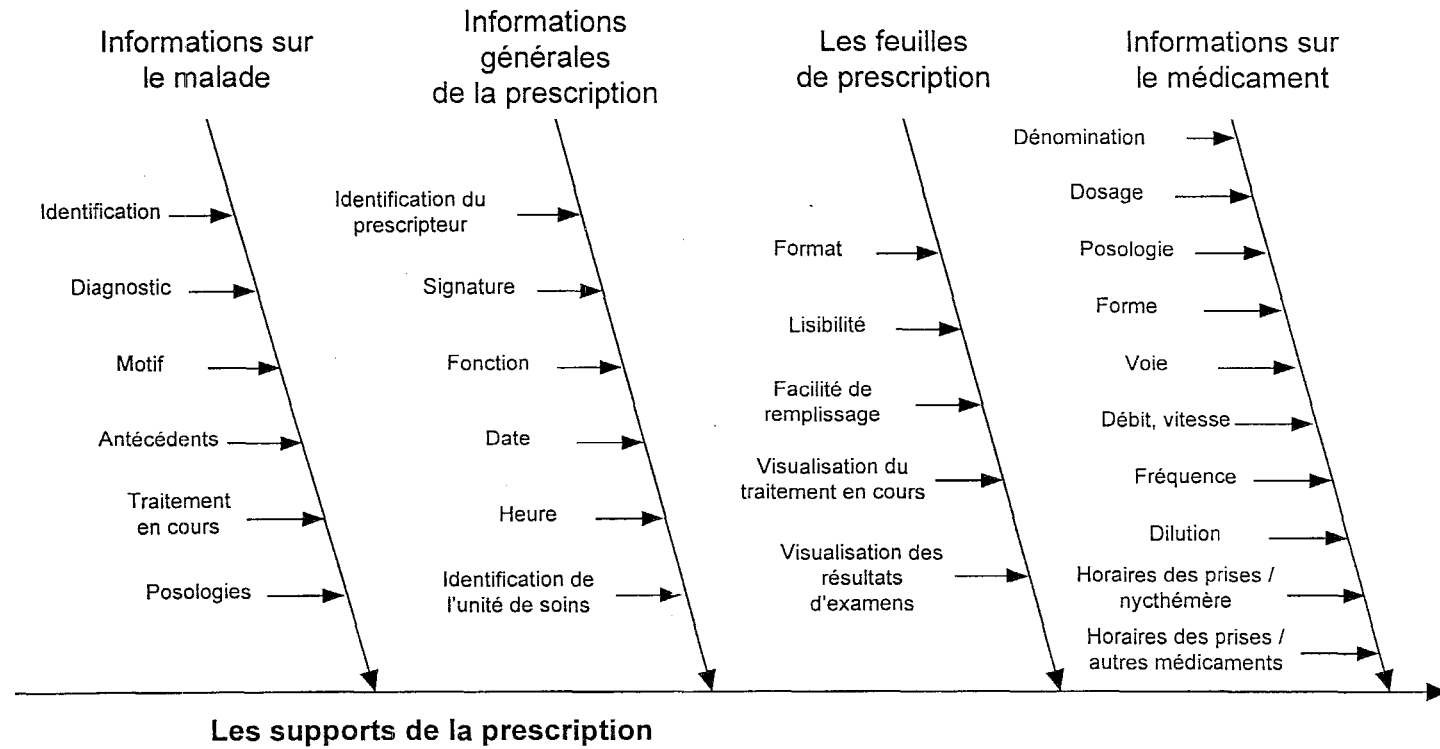 Informations sur
le malade
Identification
Diagnostic
Motif
Antécédents
Traitement
en cours
Posologies
Informations
générales
de la prescription
Identification du
prescripteur
Signature
Fonction
Date
Heure
Identification de
l'unité de soins
Les feuilles
de prescription
Format
Lisibilité
Facilité de
remplissage
Visualisation du
traitement en cours
Visualisation des
résultats
d'examens
Informations sur
le médicament
Dénomination
Dosage
Posologie
Forme
Voie
Débit, vitesse
Fréquence
Dilution
Horaires des prises /
nycthémère
Horaires des prises /
autres médicaments
Les supports de la prescription